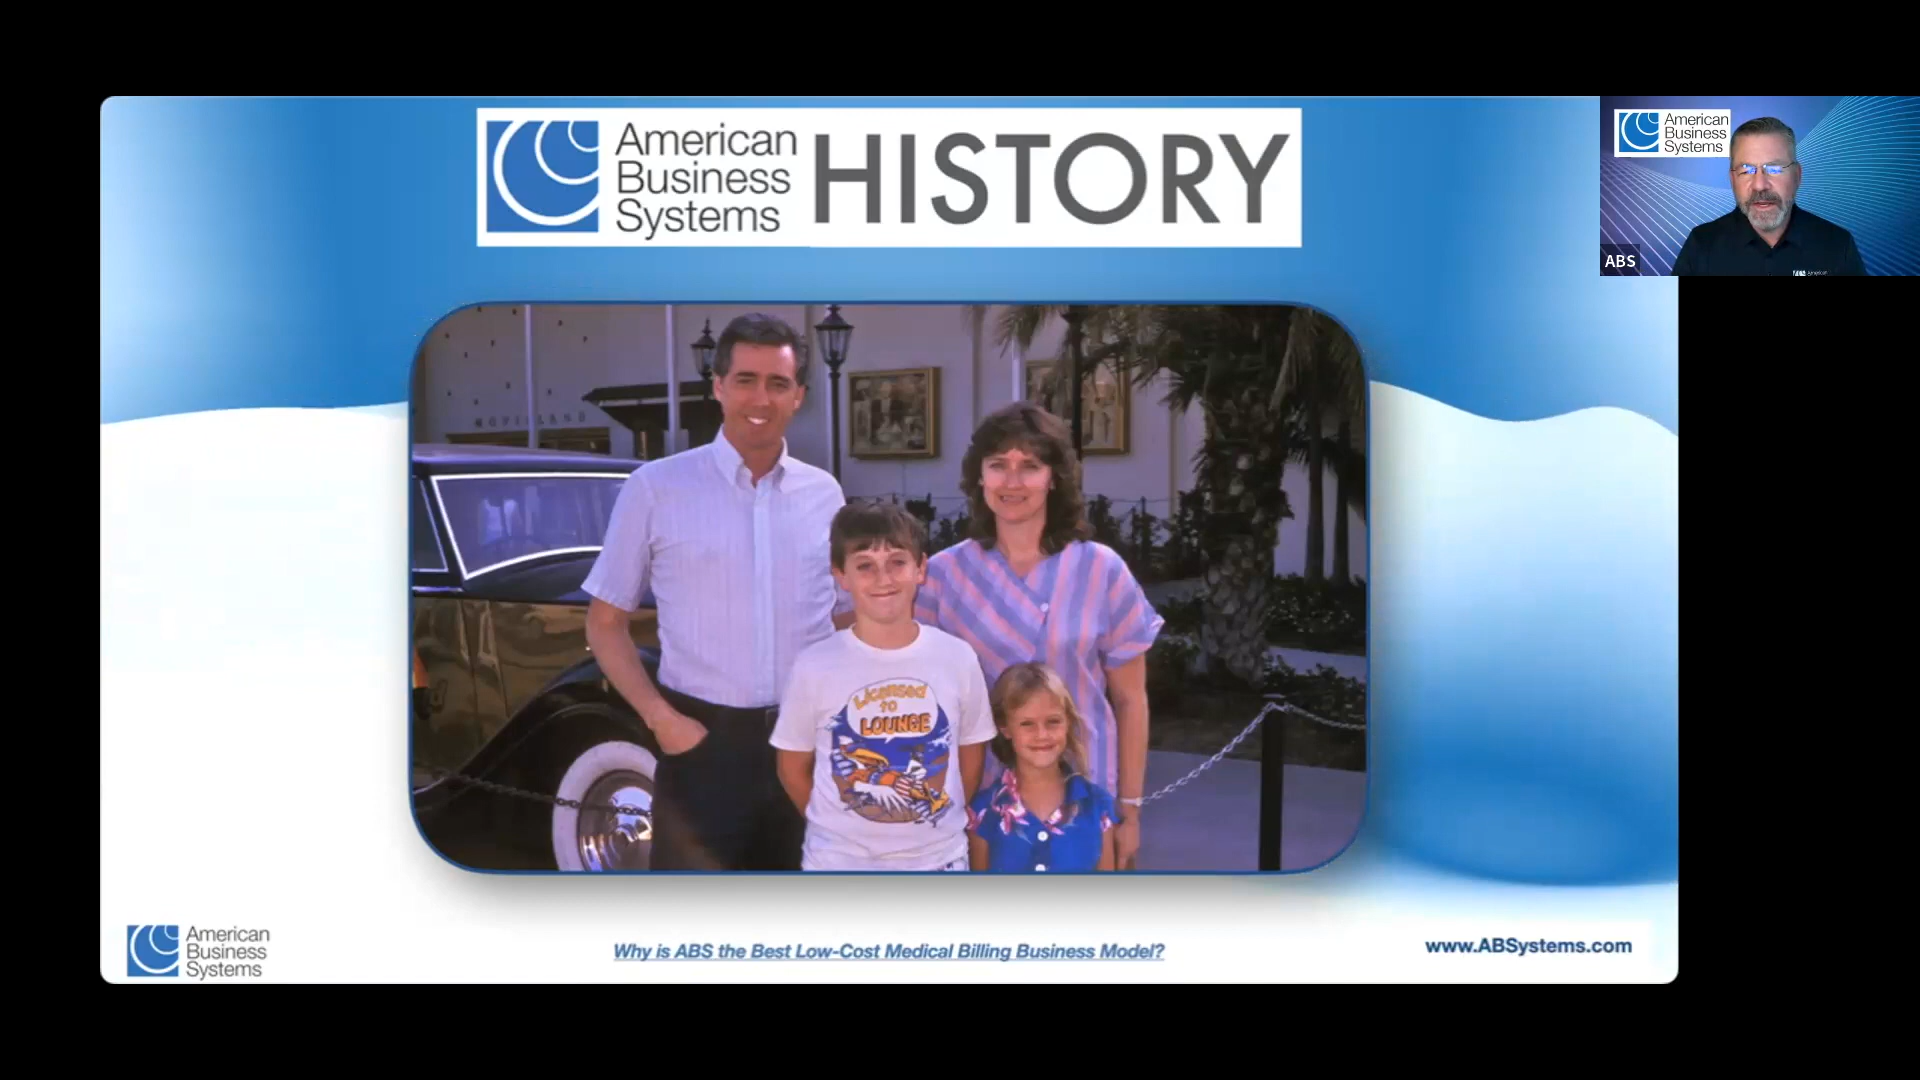 American
Business
Systems
HISTORY
American
Business
Systems
ABS
MOVIELAND
Licensed
to
LOUNGE
American
Business
Systems
Why is ABS the Best Low-Cost Medical Billing Business Model?
www.ABSystems.com